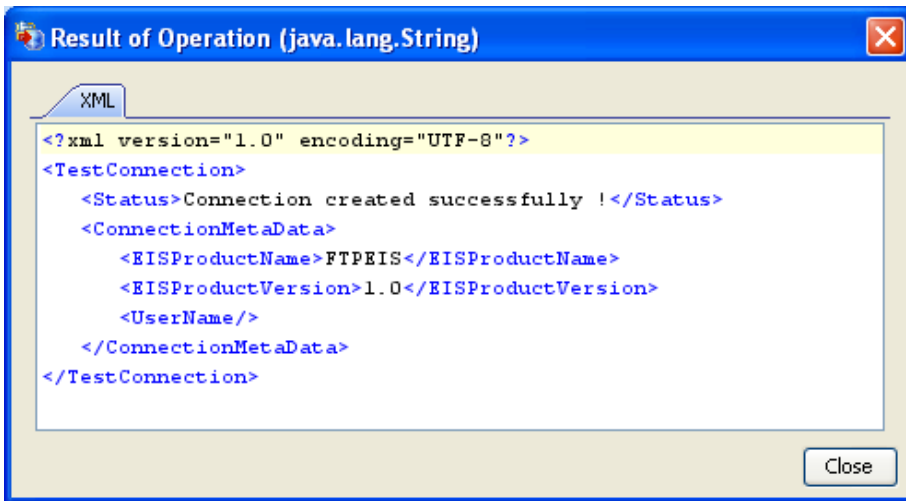 Result of Operation (java.lang.String)
XML
<?xml version="1.0" encoding="UTF-8"?>
<TestConnection>
<Status>Connection created successfully !</Status>
<ConnectionMetaData>
<EISProductName>FTPEIS</EISProductName>
<EISProductVersion>1.0</EISProductVersion>
<UserName/>
</ConnectionMetaData>
</TestConnection>
Close